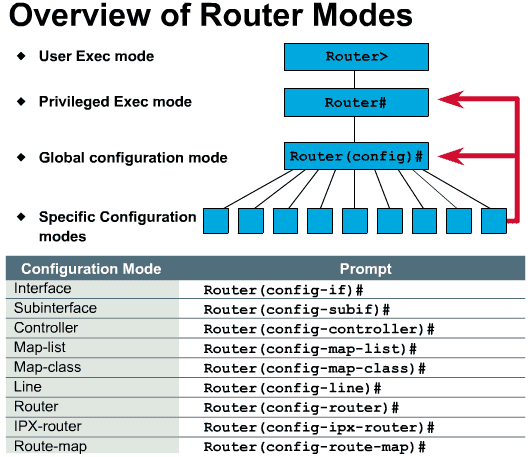 Overview of Router Modes
◆ User Exec mode
Router>
◆ Privileged Exec mode
Router#
◆ Global configuration mode
Router(config)#
◆ Specific Configuration
modes
Configuration Mode Prompt
Interface Router(config-if)#
Subinterface Router(config-subif)#
Controller Router(config-controller)#
Map-list Router(config-map-list)#
Map-class Router(config-map-class)#
Line Router(config-line)#
Router Router(config-router)#
IPX-router Router(config-ipx-router)#
Route-map Router(config-route-map)#